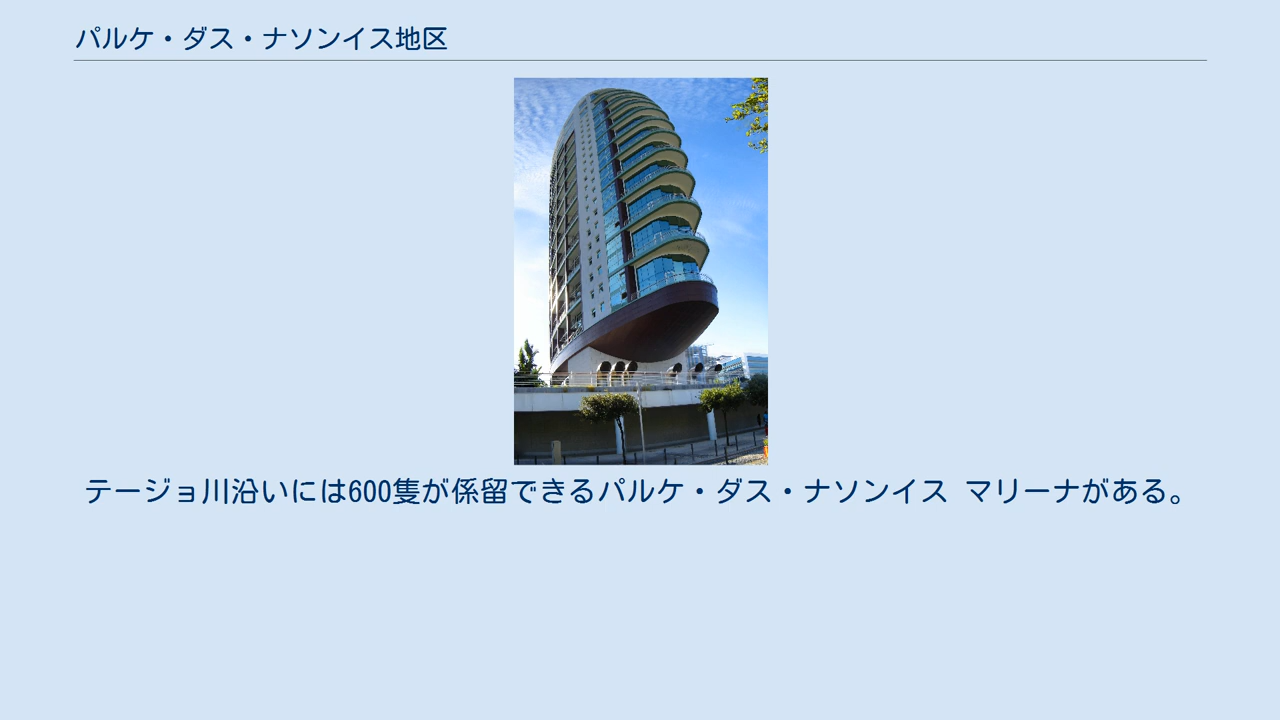 パルケ・ダス・ナソンイス地区
テージョ川沿いには600隻が係留できるパルケ・ダス・ナソンイス マリーナがある。